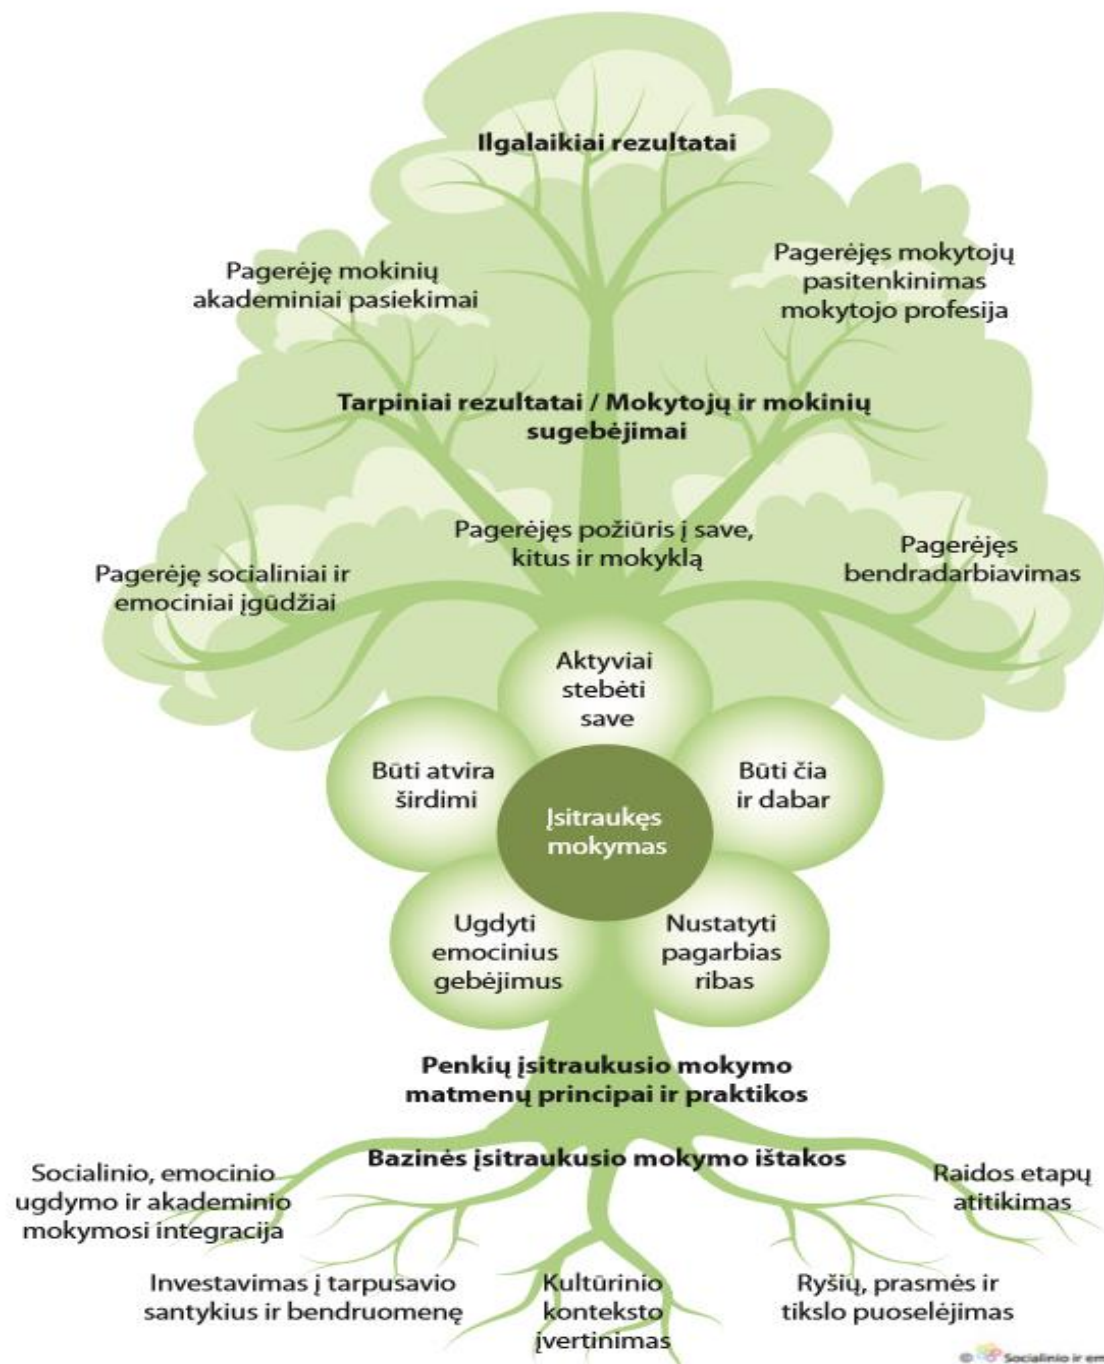 Ilgalaikiai rezultatai
Pagerėję mokinių
akademiniai pasiekimai
Pagerėjęs mokytojų
pasitenkinimas
mokytojo profesija
Tarpiniai rezultatai / Mokytojų ir mokinių
sugebėjimai
Pagerėję socialiniai ir
emociniai įgūdžiai
Pagerėjęs požiūris į save,
kitus ir mokyklą
Pagerėjęs
bendradarbiavimas
Aktyviai
stebėti
save
Būti atvira
širdimi
Būti čia
ir dabar
Įsitraukęs
mokymas
Ugdyti
emocinius
gebėjimus
Nustatyti
pagarbias
ribas
Penkių įsitraukusio mokymo
matmenų principai ir praktikos
Bazinės įsitraukusio mokymo ištakos
Socialinio, emocinio
ugdymo ir akademinio
mokymosi integracija
Raidos etapų
atitikimas
Investavimas į tarpusavio
santykius ir bendruomenę
Kultūrinio
konteksto
įvertinimas
Ryšių, prasmės ir
tikslo puoselėjimas
© Socialinio ir